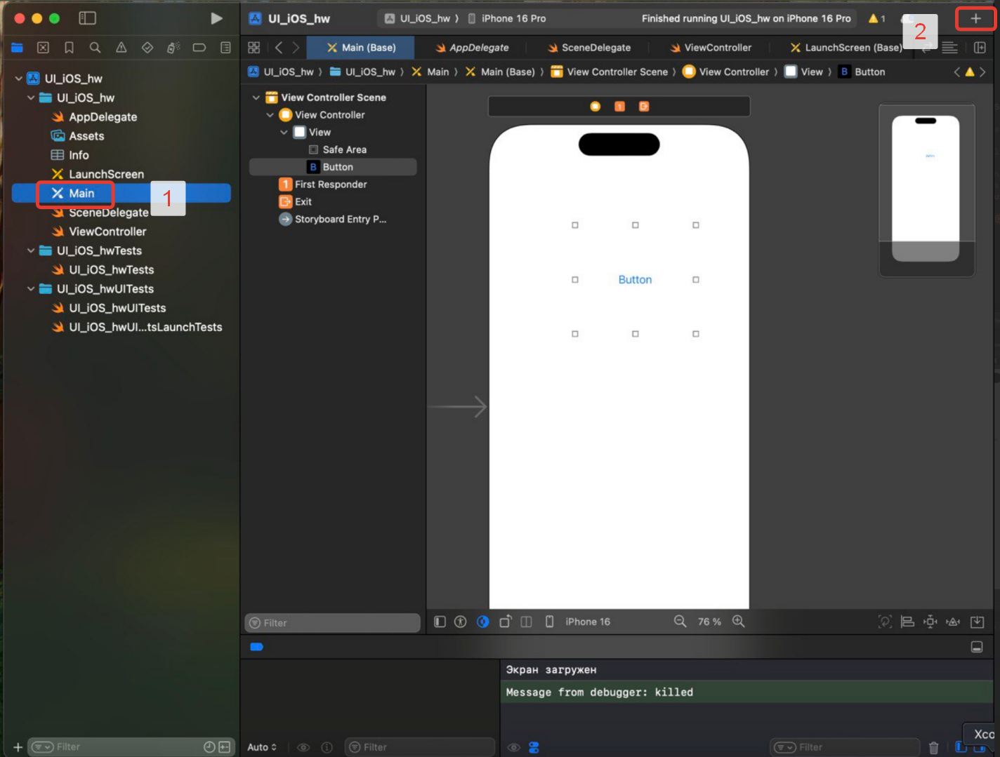 UI_iOS_hw
UI_iOS_hw
iPhone 16 Pro
Finished running UI_iOS_hw on iPhone 16 Pro
1
2
Main (Base)
AppDelegate
SceneDelegate
ViewController
LaunchScreen (Base)
UI_iOS_hw
UI_iOS_hw
Main
Main (Base)
View Controller Scene
View Controller
View
B Button
UI_iOS_hw
UI_iOS_hw
AppDelegate
Assets
Info
LaunchScreen
Main
1
SceneDelegate
ViewController
UI_iOS_hwTests
UI_iOS_hwTests
UI_iOS_hwUITests
UI_iOS_hwUITests
UI_iOS_hwUI...tsLaunchTests
Filter
View Controller Scene
View Controller
View
Safe Area
B Button
1 First Responder
Exit
Storyboard Entry P...
Filter
1
Button
iPhone 16
76 %
Экран загружен
Message from debugger: killed
Auto
Filter
Filter
Xco